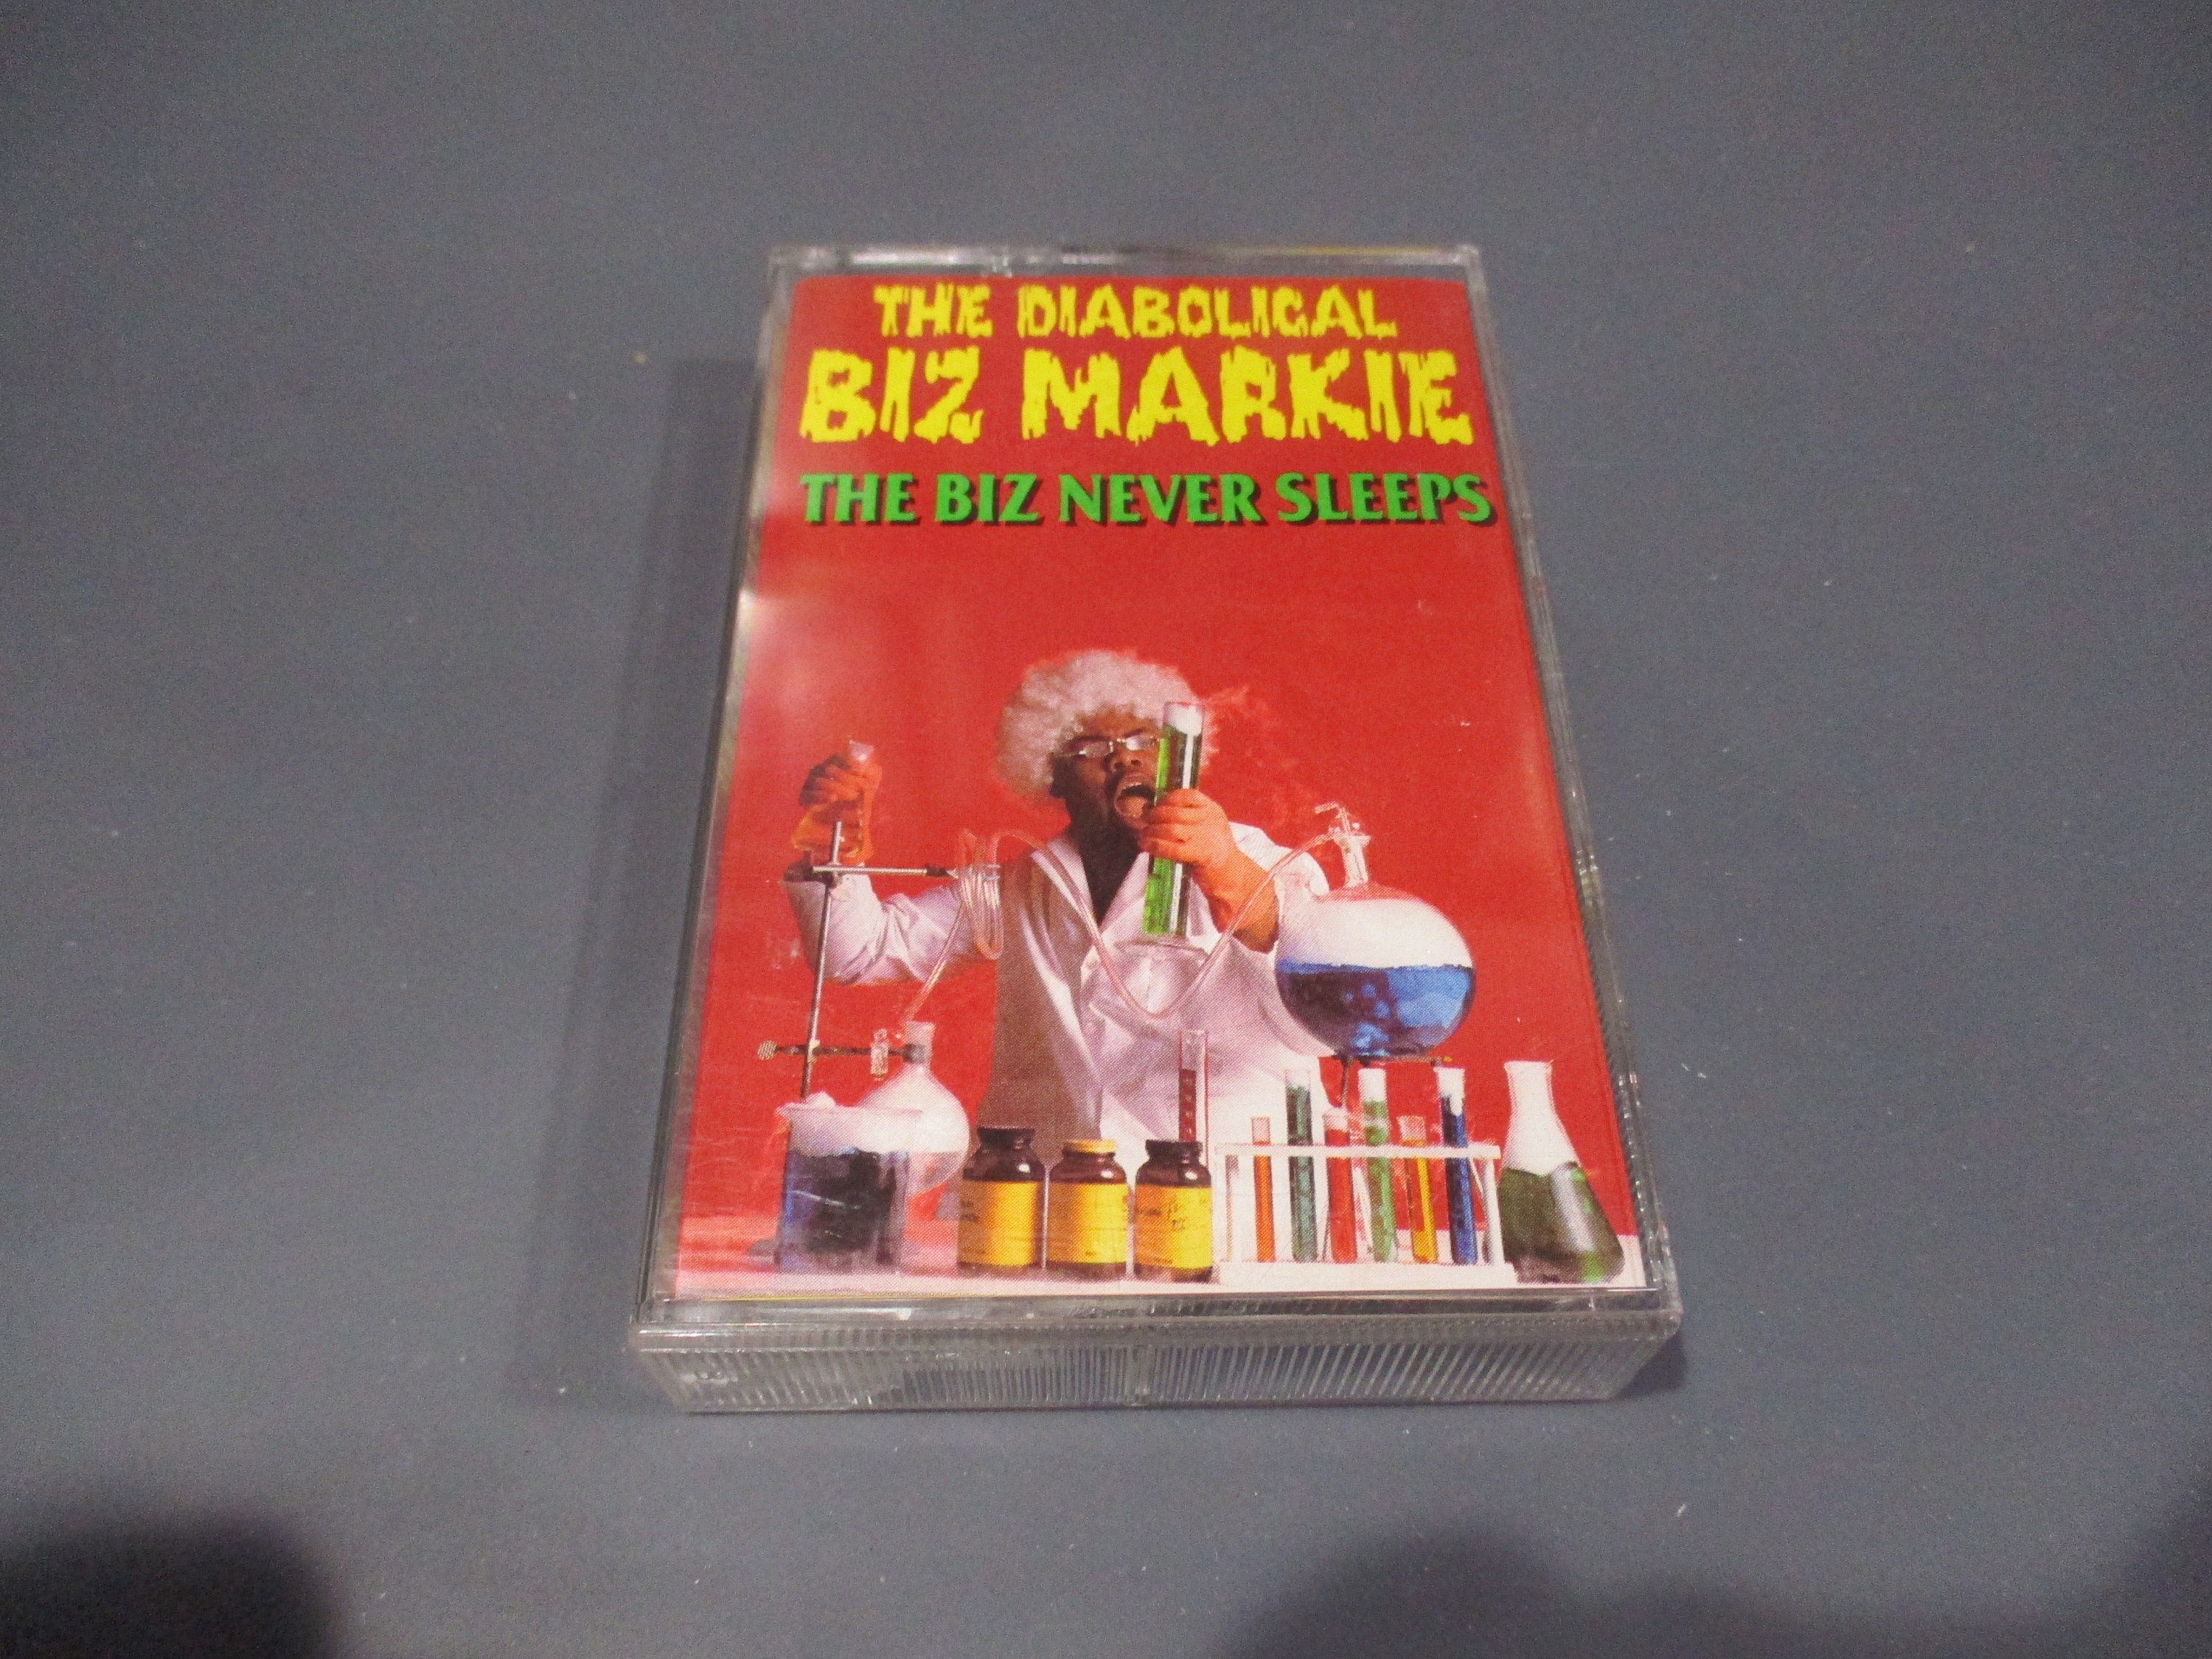 THE DIABOLICAL
BIZ MARKIE
THE BIZ NEVER SLEEPS